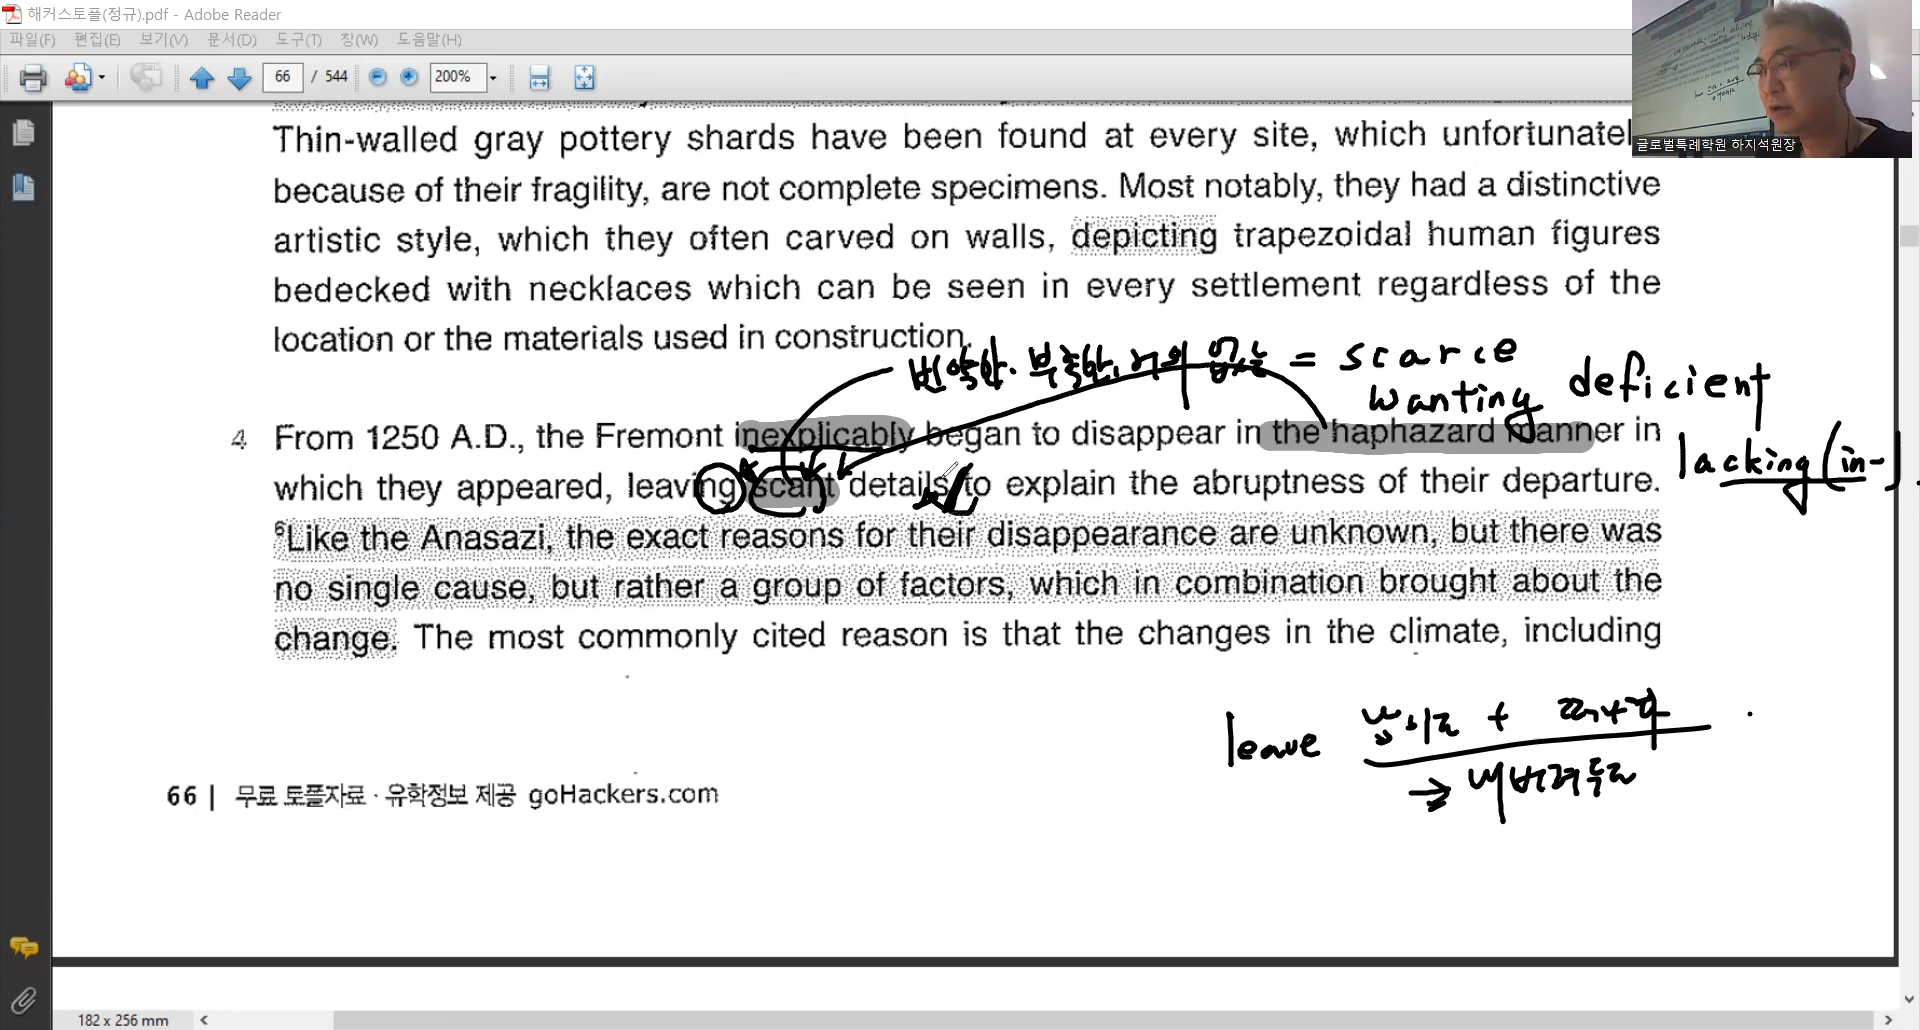 해커스토플(정규).pdf - Adobe Reader
파일(F) 편집(E) 보기(V) 문서(D) 도구(T) 창(W) 도움말(H)
66 / 544 200%
글로벌특례학원 하지석원장
Thin-walled gray pottery shards have been found at every site, which unfortunatel
because of their fragility, are not complete specimens. Most notably, they had a distinctive
artistic style, which they often carved on walls, depicting trapezoidal human figures
bedecked with necklaces which can be seen in every settlement regardless of the
location or the materials used in construction.
빈약한. 부족한, 거의 없는 = scarce
wanting deficient
lacking (in-)
4 From 1250 A.D., the Fremont inexplicably began to disappear in the haphazard manner in
which they appeared, leaving scant details to explain the abruptness of their departure.
6Like the Anasazi, the exact reasons for their disappearance are unknown, but there was
no single cause, but rather a group of factors, which in combination brought about the
change. The most commonly cited reason is that the changes in the climate, including
leave +
→ 내버려두고
66 | 무료 토플자료 · 유학정보 제공 goHackers.com
182 x 256 mm